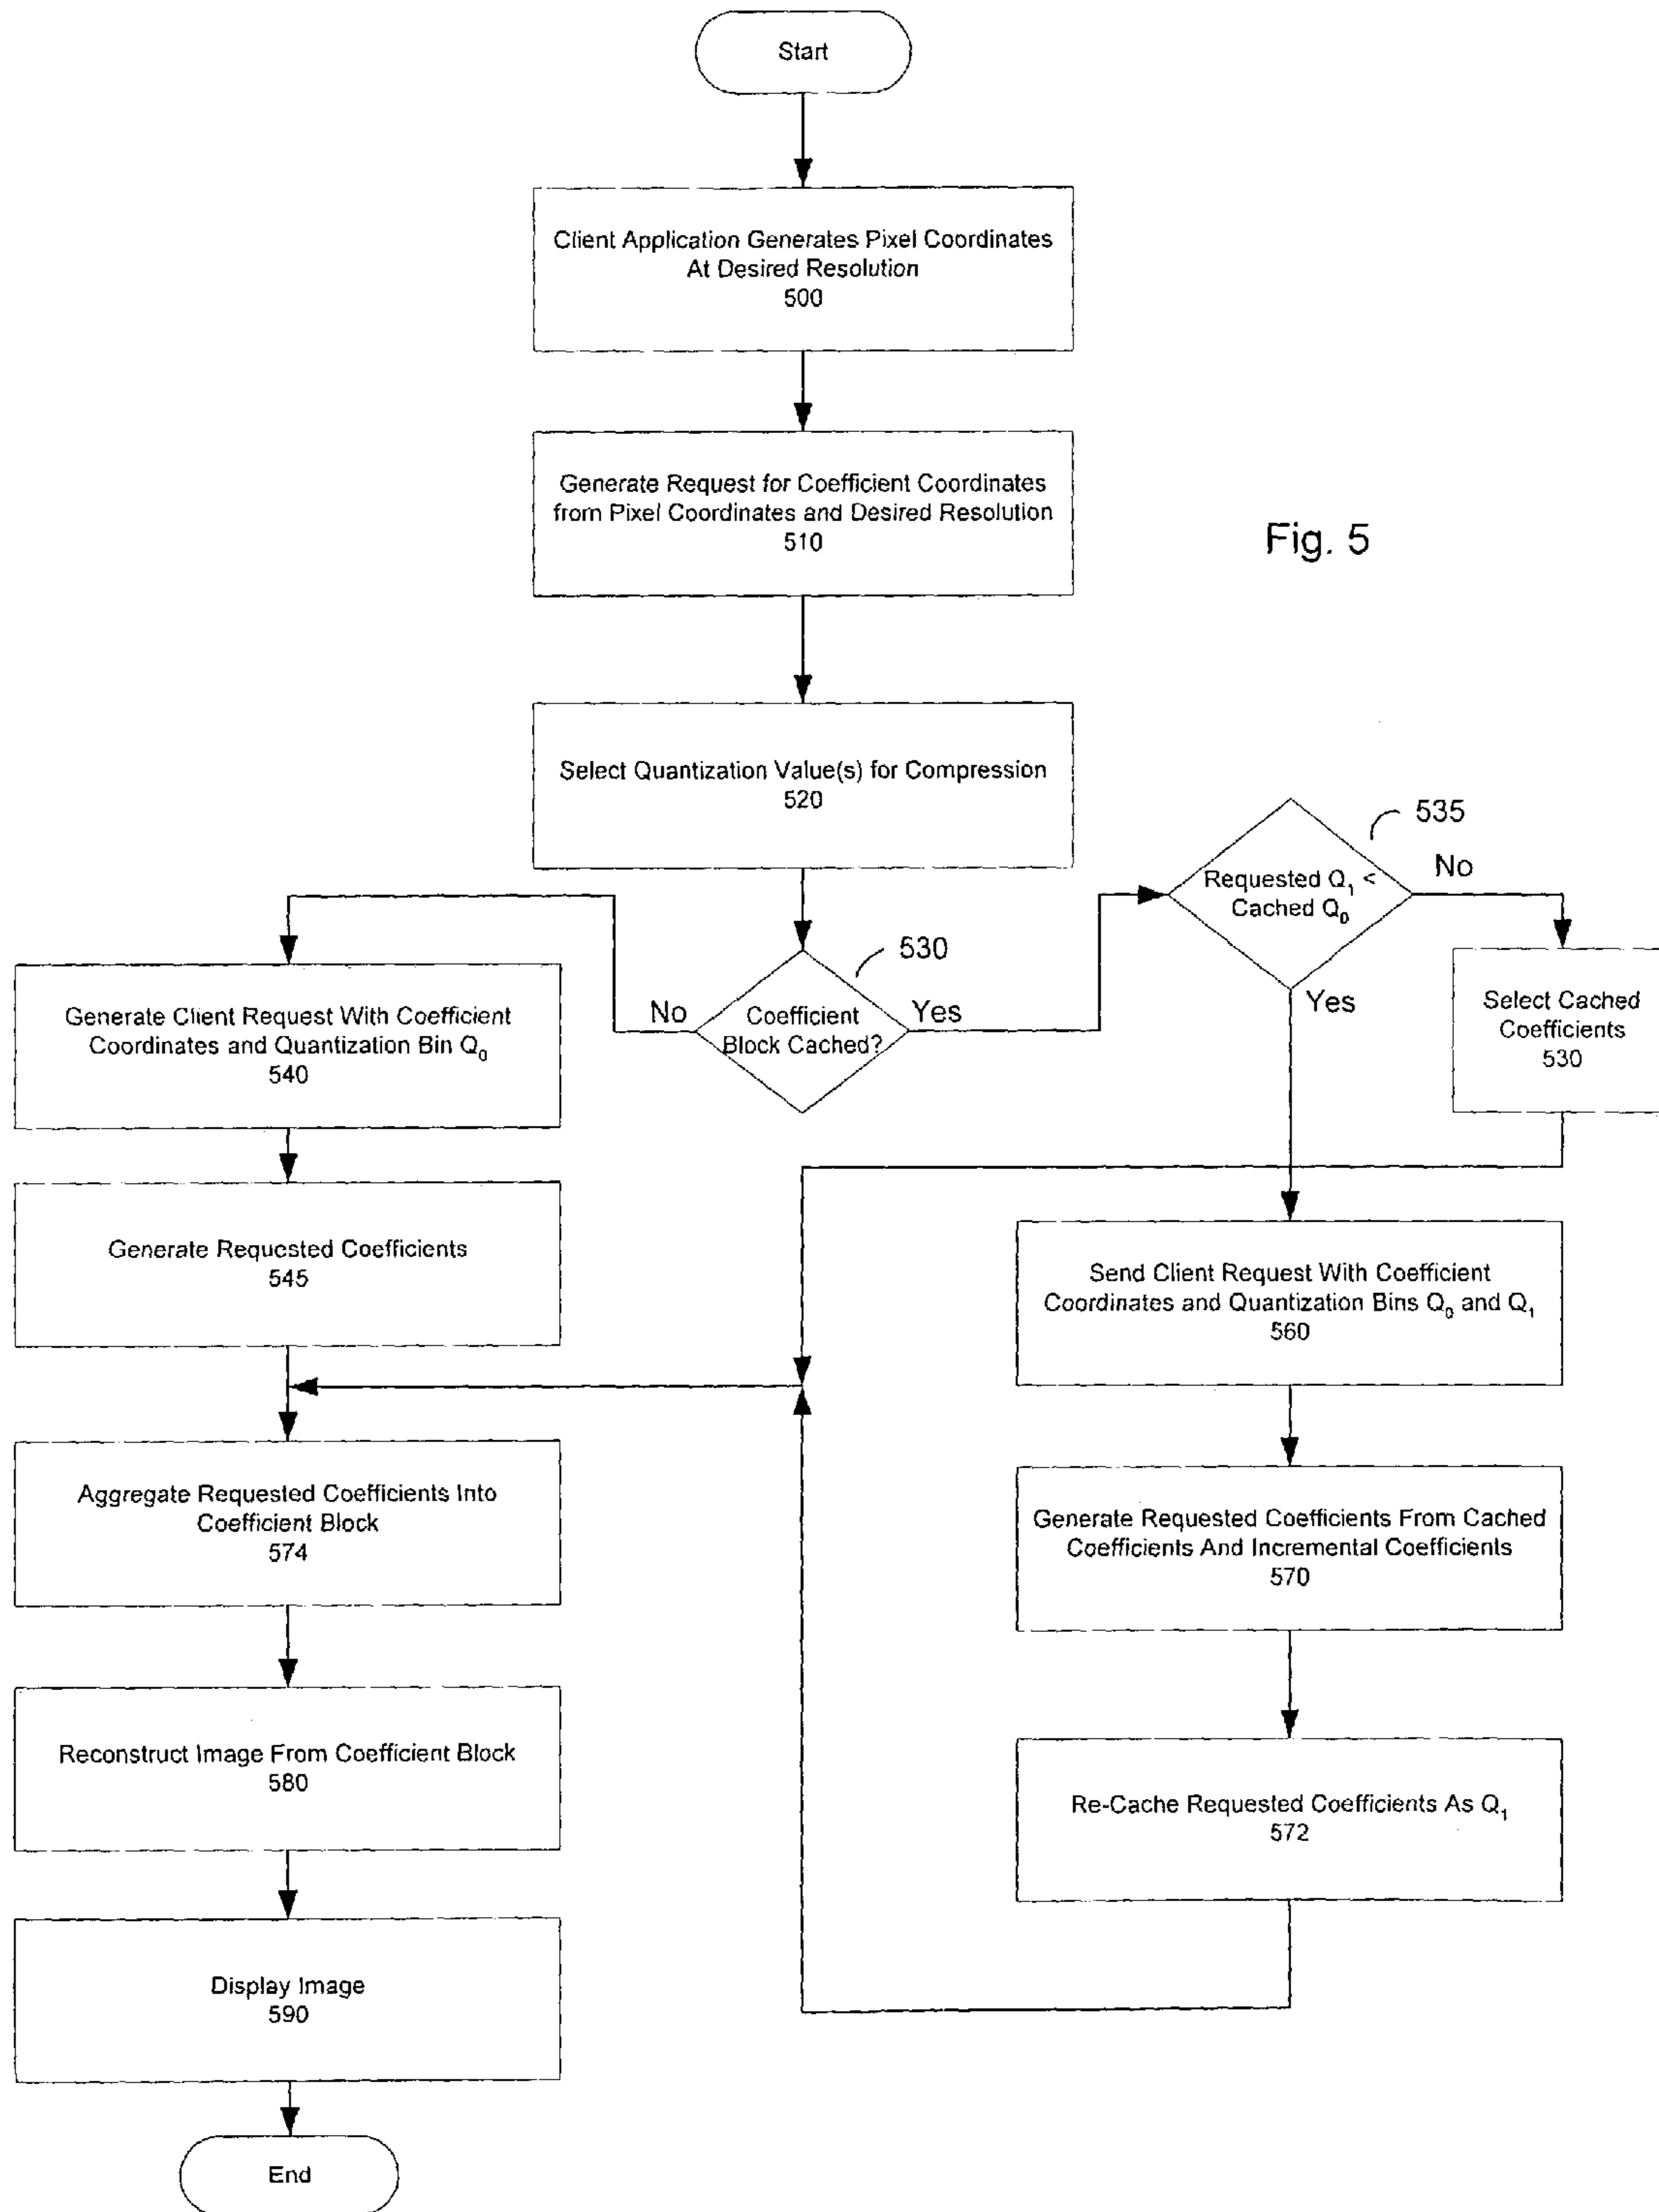 Start
Client Application Generates Pixel Coordinates
At Desired Resolution
500
Generate Request for Coefficient Coordinates
from Pixel Coordinates and Desired Resolution
510
Fig. 5
Select Quantization Value(s) for Compression
520
535
Requested Q₁ <
Cached Q₀
No
Yes
530
Coefficient
Block Cached?
No
Yes
Select Cached
Coefficients
530
Generate Client Request With Coefficient
Coordinates and Quantization Bin Q₀
540
Generate Requested Coefficients
545
Send Client Request With Coefficient
Coordinates and Quantization Bins Q₀ and Q₁
560
Aggregate Requested Coefficients Into
Coefficient Block
574
Generate Requested Coefficients From Cached
Coefficients And Incremental Coefficients
570
Reconstruct Image From Coefficient Block
580
Re-Cache Requested Coefficients As Q₁
572
Display Image
590
End